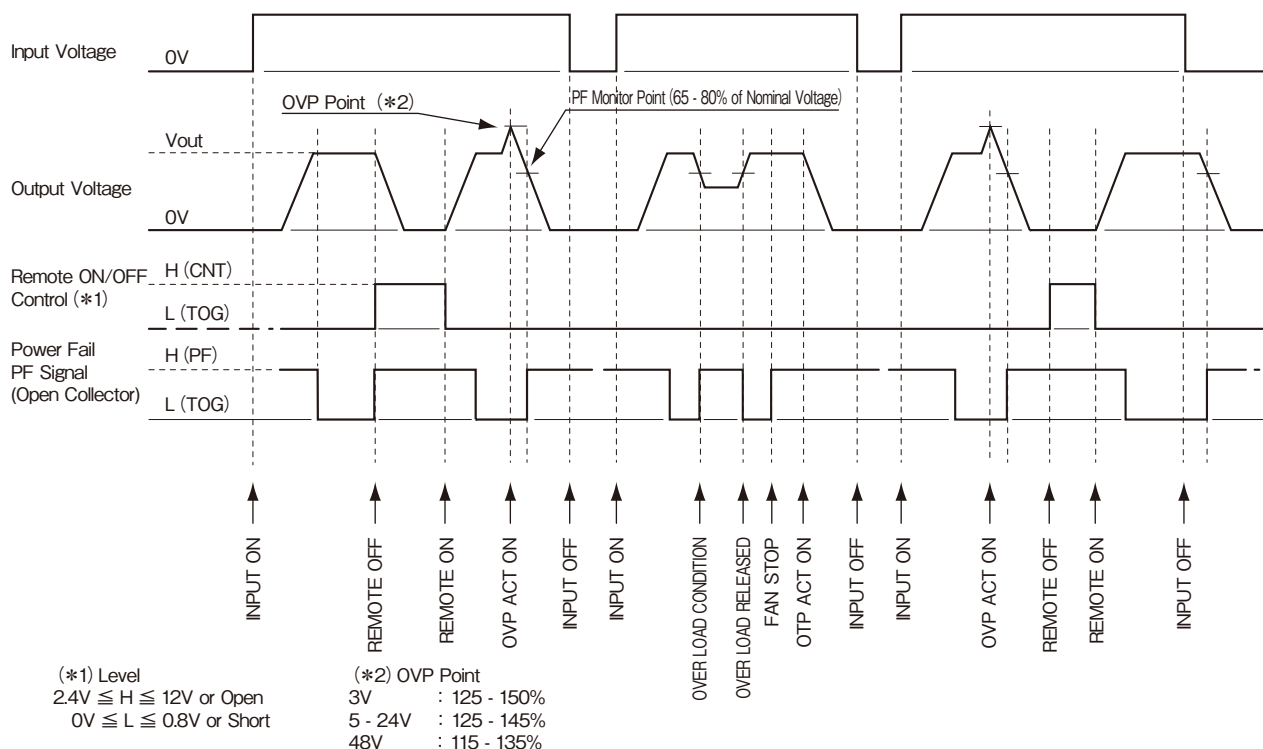 Input Voltage
0V
OVP Point (*2)
PF Monitor Point (65 - 80% of Nominal Voltage)
Vout
Output Voltage
0V
Remote ON/OFF
Control (*1)
H (CNT)
L (TOG)
Power Fail
PF Signal
(Open Collector)
H (PF)
L (TOG)
INPUT ON
REMOTE OFF
REMOTE ON
OVP ACT ON
INPUT OFF
INPUT ON
OVER LOAD CONDITION
OVER LOAD RELEASED
FAN STOP
OTP ACT ON
INPUT OFF
INPUT ON
OVP ACT ON
REMOTE OFF
REMOTE ON
INPUT OFF
(*1) Level
2.4V ≦ H ≦ 12V or Open
0V ≦ L ≦ 0.8V or Short
(*2) OVP Point
3V : 125 - 150%
5 - 24V : 125 - 145%
48V : 115 - 135%